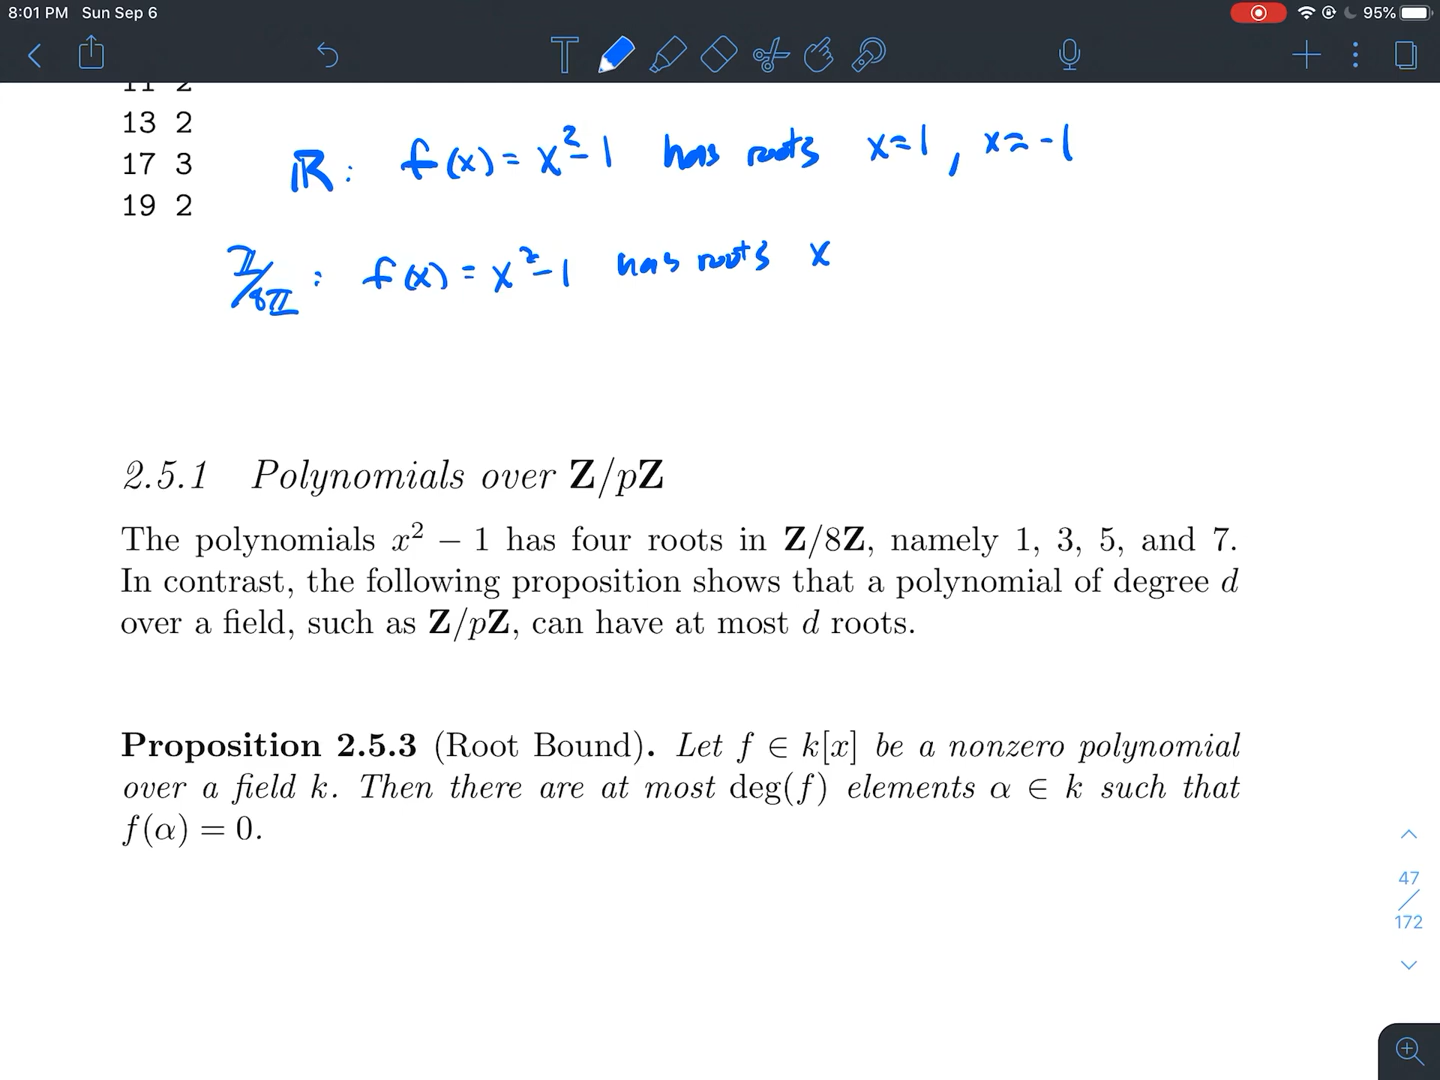 8:01 PM Sun Sep 6 95%
T
11 2
13 2
17 3
19 2
ℝ: f(x) = x² - 1 has roots x = 1, x = -1
ℤ/8ℤ : f(x) = x² - 1 has roots x
2.5.1 Polynomials over Z/pZ
The polynomials x² − 1 has four roots in Z/8Z, namely 1, 3, 5, and 7.
In contrast, the following proposition shows that a polynomial of degree d
over a field, such as Z/pZ, can have at most d roots.
Proposition 2.5.3 (Root Bound). Let f ∈ k[x] be a nonzero polynomial
over a field k. Then there are at most deg(f) elements α ∈ k such that
f(α) = 0.
47
/
172